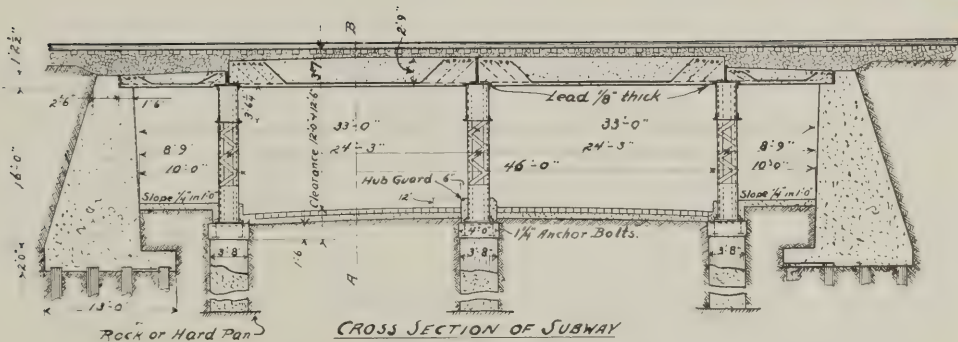 B
1'2½"
2'9"
3'7"
2'6"
1'6"
Lead 1/8" thick
33'-0"
33'-0"
24'-3"
24'-3"
46'-0"
8'9"
10'0"
8'9"
10'0"
16'0"
Clearance 12'0"
Hub Guard 6"
12"
Slope ¼" in 1'0"
Slope ¼" in 1'0"
4'0"
1¼" Anchor Bolts.
2'0"
1'6"
3'8"
3'8"
3'8"
13'-0"
A
Rock or Hard Pan
CROSS SECTION OF SUBWAY